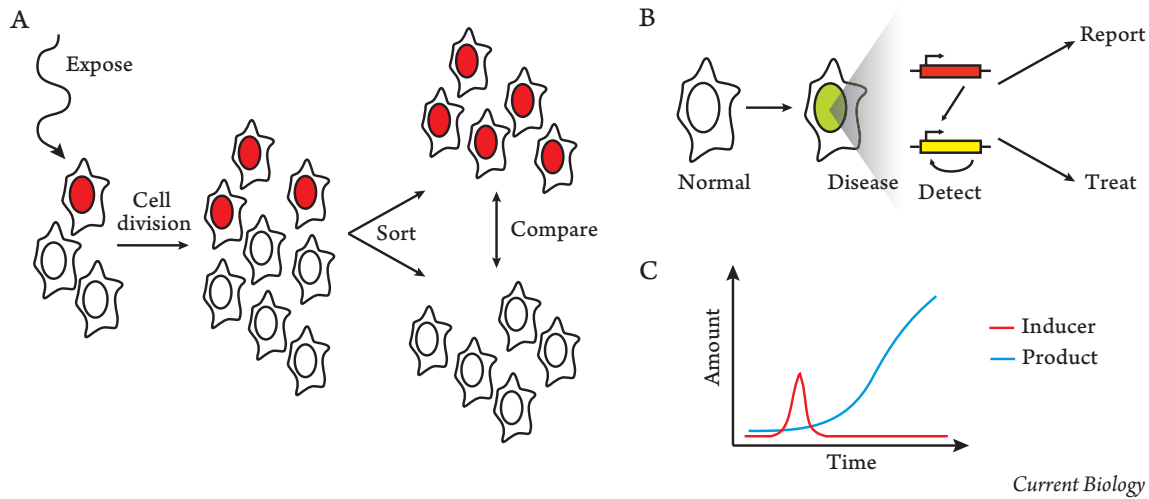 A
Expose
Cell
division
Sort
Compare
B
Normal
Disease
Detect
Report
Treat
C
Amount
Time
Inducer
Product
Current Biology